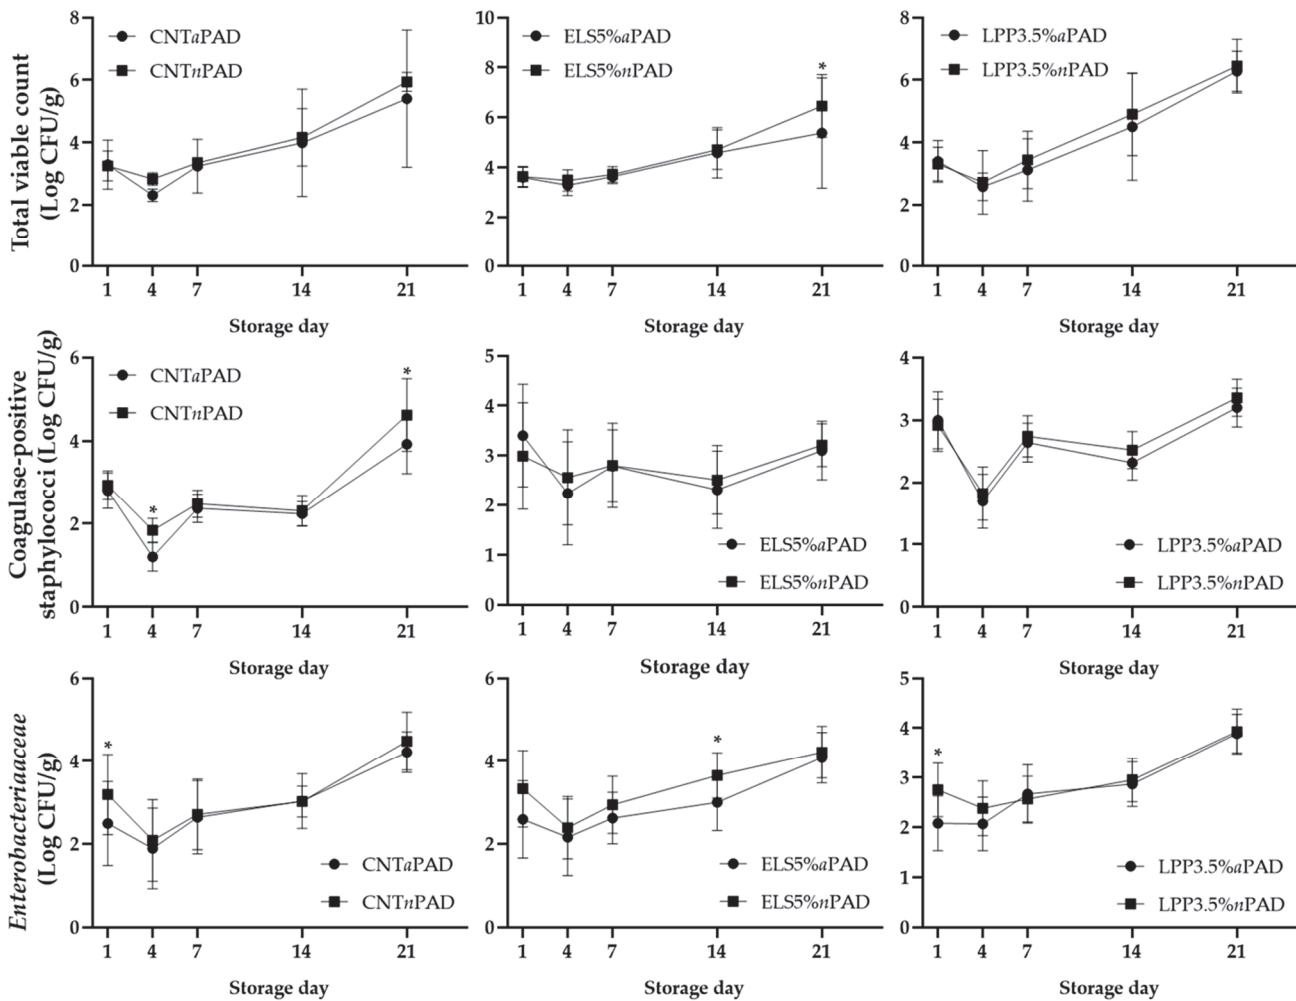 Total viable count
(Log CFU/g)
8
6
4
2
0
CNTaPAD
CNTnPAD
1 4 7 14 21
Storage day
10
8
6
4
2
0
ELS5%aPAD
ELS5%nPAD
*
1 4 7 14 21
Storage day
8
6
4
2
0
LPP3.5%aPAD
LPP3.5%nPAD
1 4 7 14 21
Storage day
Coagulase-positive
staphylococci (Log CFU/g)
6
4
2
0
CNTaPAD
CNTnPAD
*
*
1 4 7 14 21
Storage day
5
4
3
2
1
0
ELS5%aPAD
ELS5%nPAD
1 4 7 14 21
Storage day
4
3
2
1
0
LPP3.5%aPAD
LPP3.5%nPAD
1 4 7 14 21
Storage day
Enterobacteriaaceae
(Log CFU/g)
6
4
2
0
*
CNTaPAD
CNTnPAD
1 4 7 14 21
Storage day
6
4
2
0
*
ELS5%aPAD
ELS5%nPAD
1 4 7 14 21
Storage day
5
4
3
2
1
0
*
LPP3.5%aPAD
LPP3.5%nPAD
1 4 7 14 21
Storage day